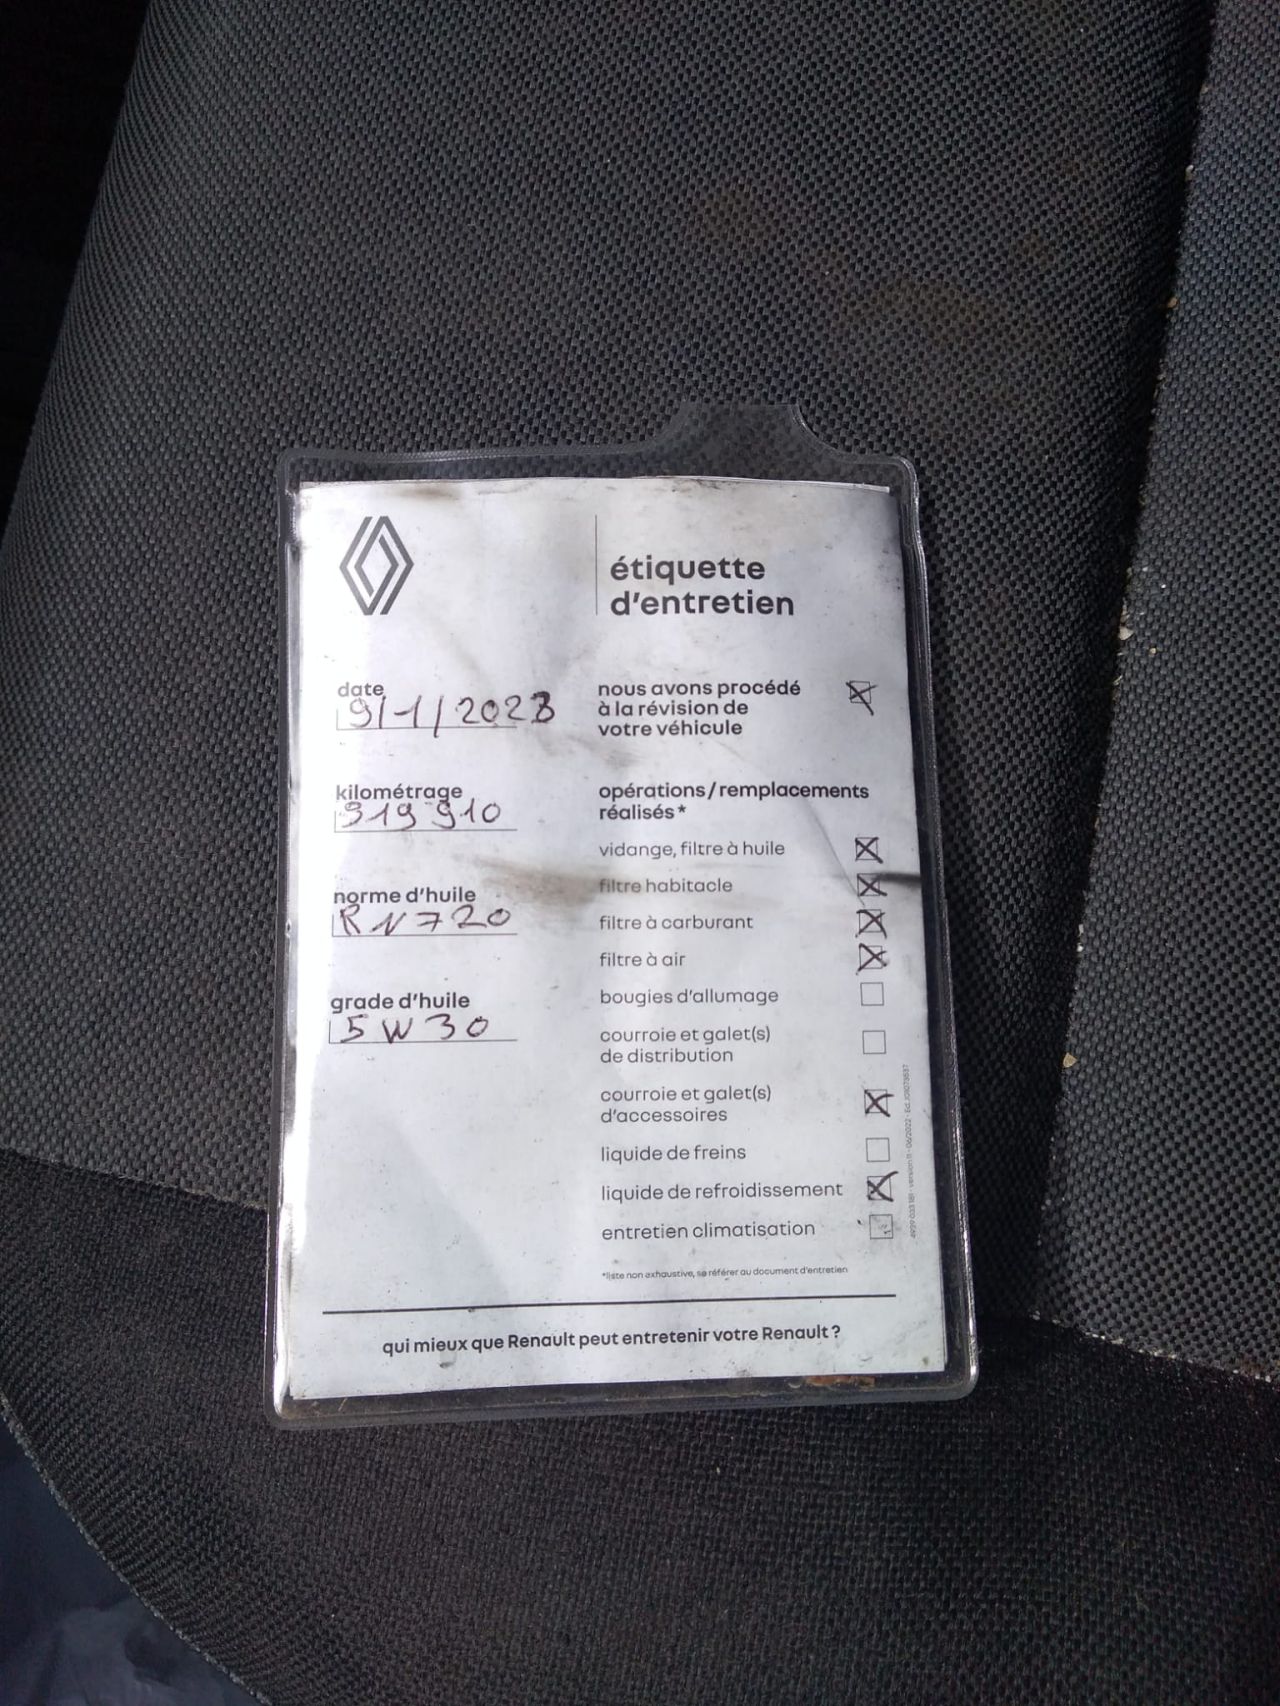 étiquette
d'entretien
date
9/1/2023
kilométrage
319 910
norme d'huile
RN720
grade d'huile
5W30
nous avons procédé
à la révision de
votre véhicule
opérations/remplacements
réalisés*
vidange, filtre à huile
filtre habitacle
filtre à carburant
filtre à air
bougies d'allumage
courroie et galet(s)
de distribution
courroie et galet(s)
d'accessoires
liquide de freins
liquide de refroidissement
entretien climatisation
*liste non exhaustive, se référer au document d'entretien
qui mieux que Renault peut entretenir votre Renault ?